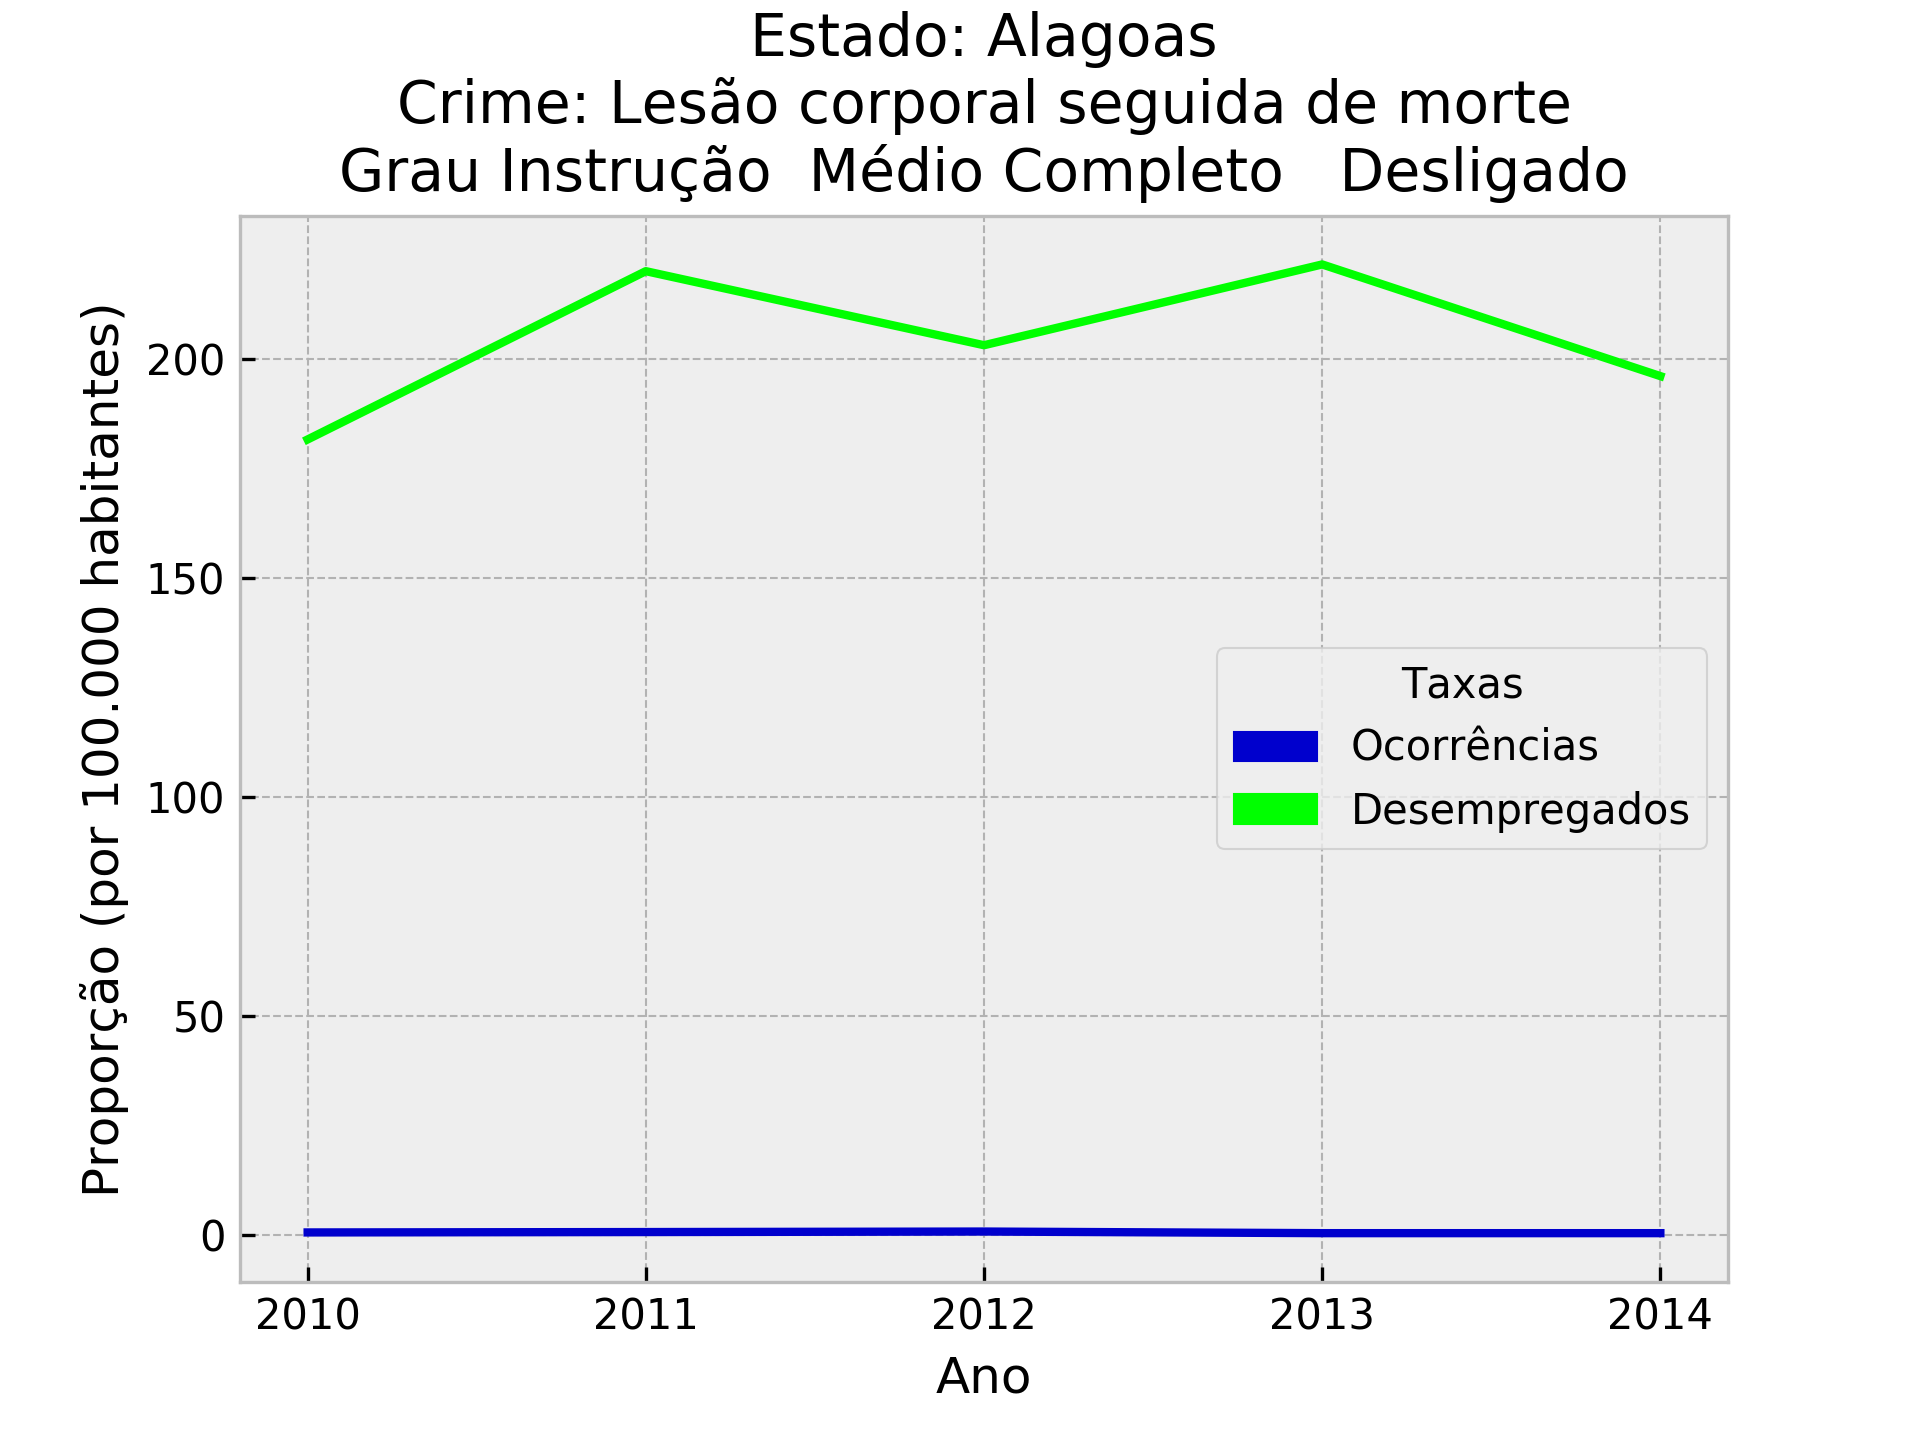 Estado: Alagoas
Crime: Lesão corporal seguida de morte
Grau Instrução  Médio Completo   Desligado
Proporção (por 100.000 habitantes)
200
150
100
50
0
Taxas
Ocorrências
Desempregados
2010
2011
2012
2013
2014
Ano